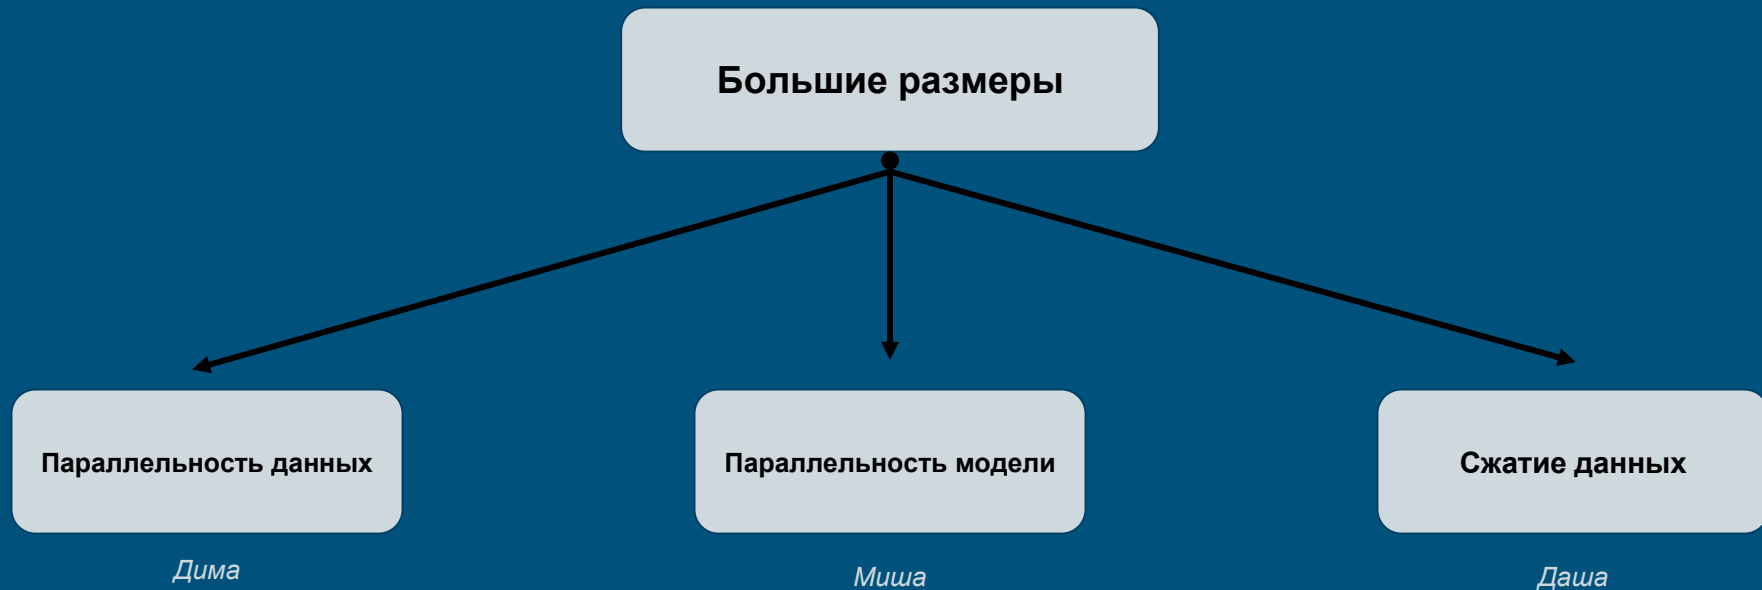 Большие размеры
Параллельность данных
Параллельность модели
Сжатие данных
Дима
Миша
Даша